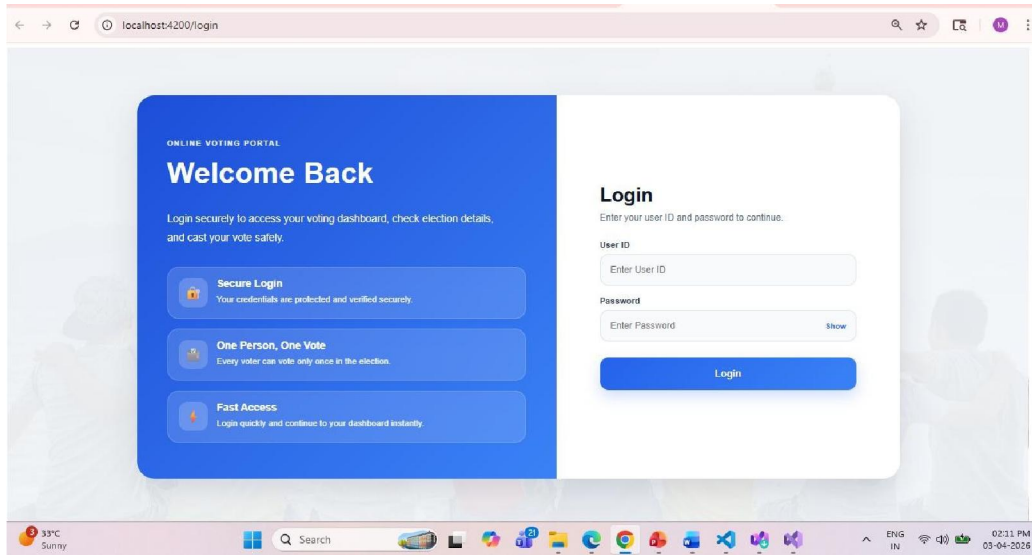 localhost:4200/login
M
ONLINE VOTING PORTAL
Welcome Back
Login securely to access your voting dashboard, check election details,
and cast your vote safely.
Secure Login
Your credentials are protected and verified securely.
One Person, One Vote
Every voter can vote only once in the election.
Fast Access
Login quickly and continue to your dashboard instantly.
Login
Enter your user ID and password to continue.
User ID
Enter User ID
Password
Enter Password
Show
Login
3
33°C
Sunny
Search
21
ENG
IN
02:11 PM
03-04-2026